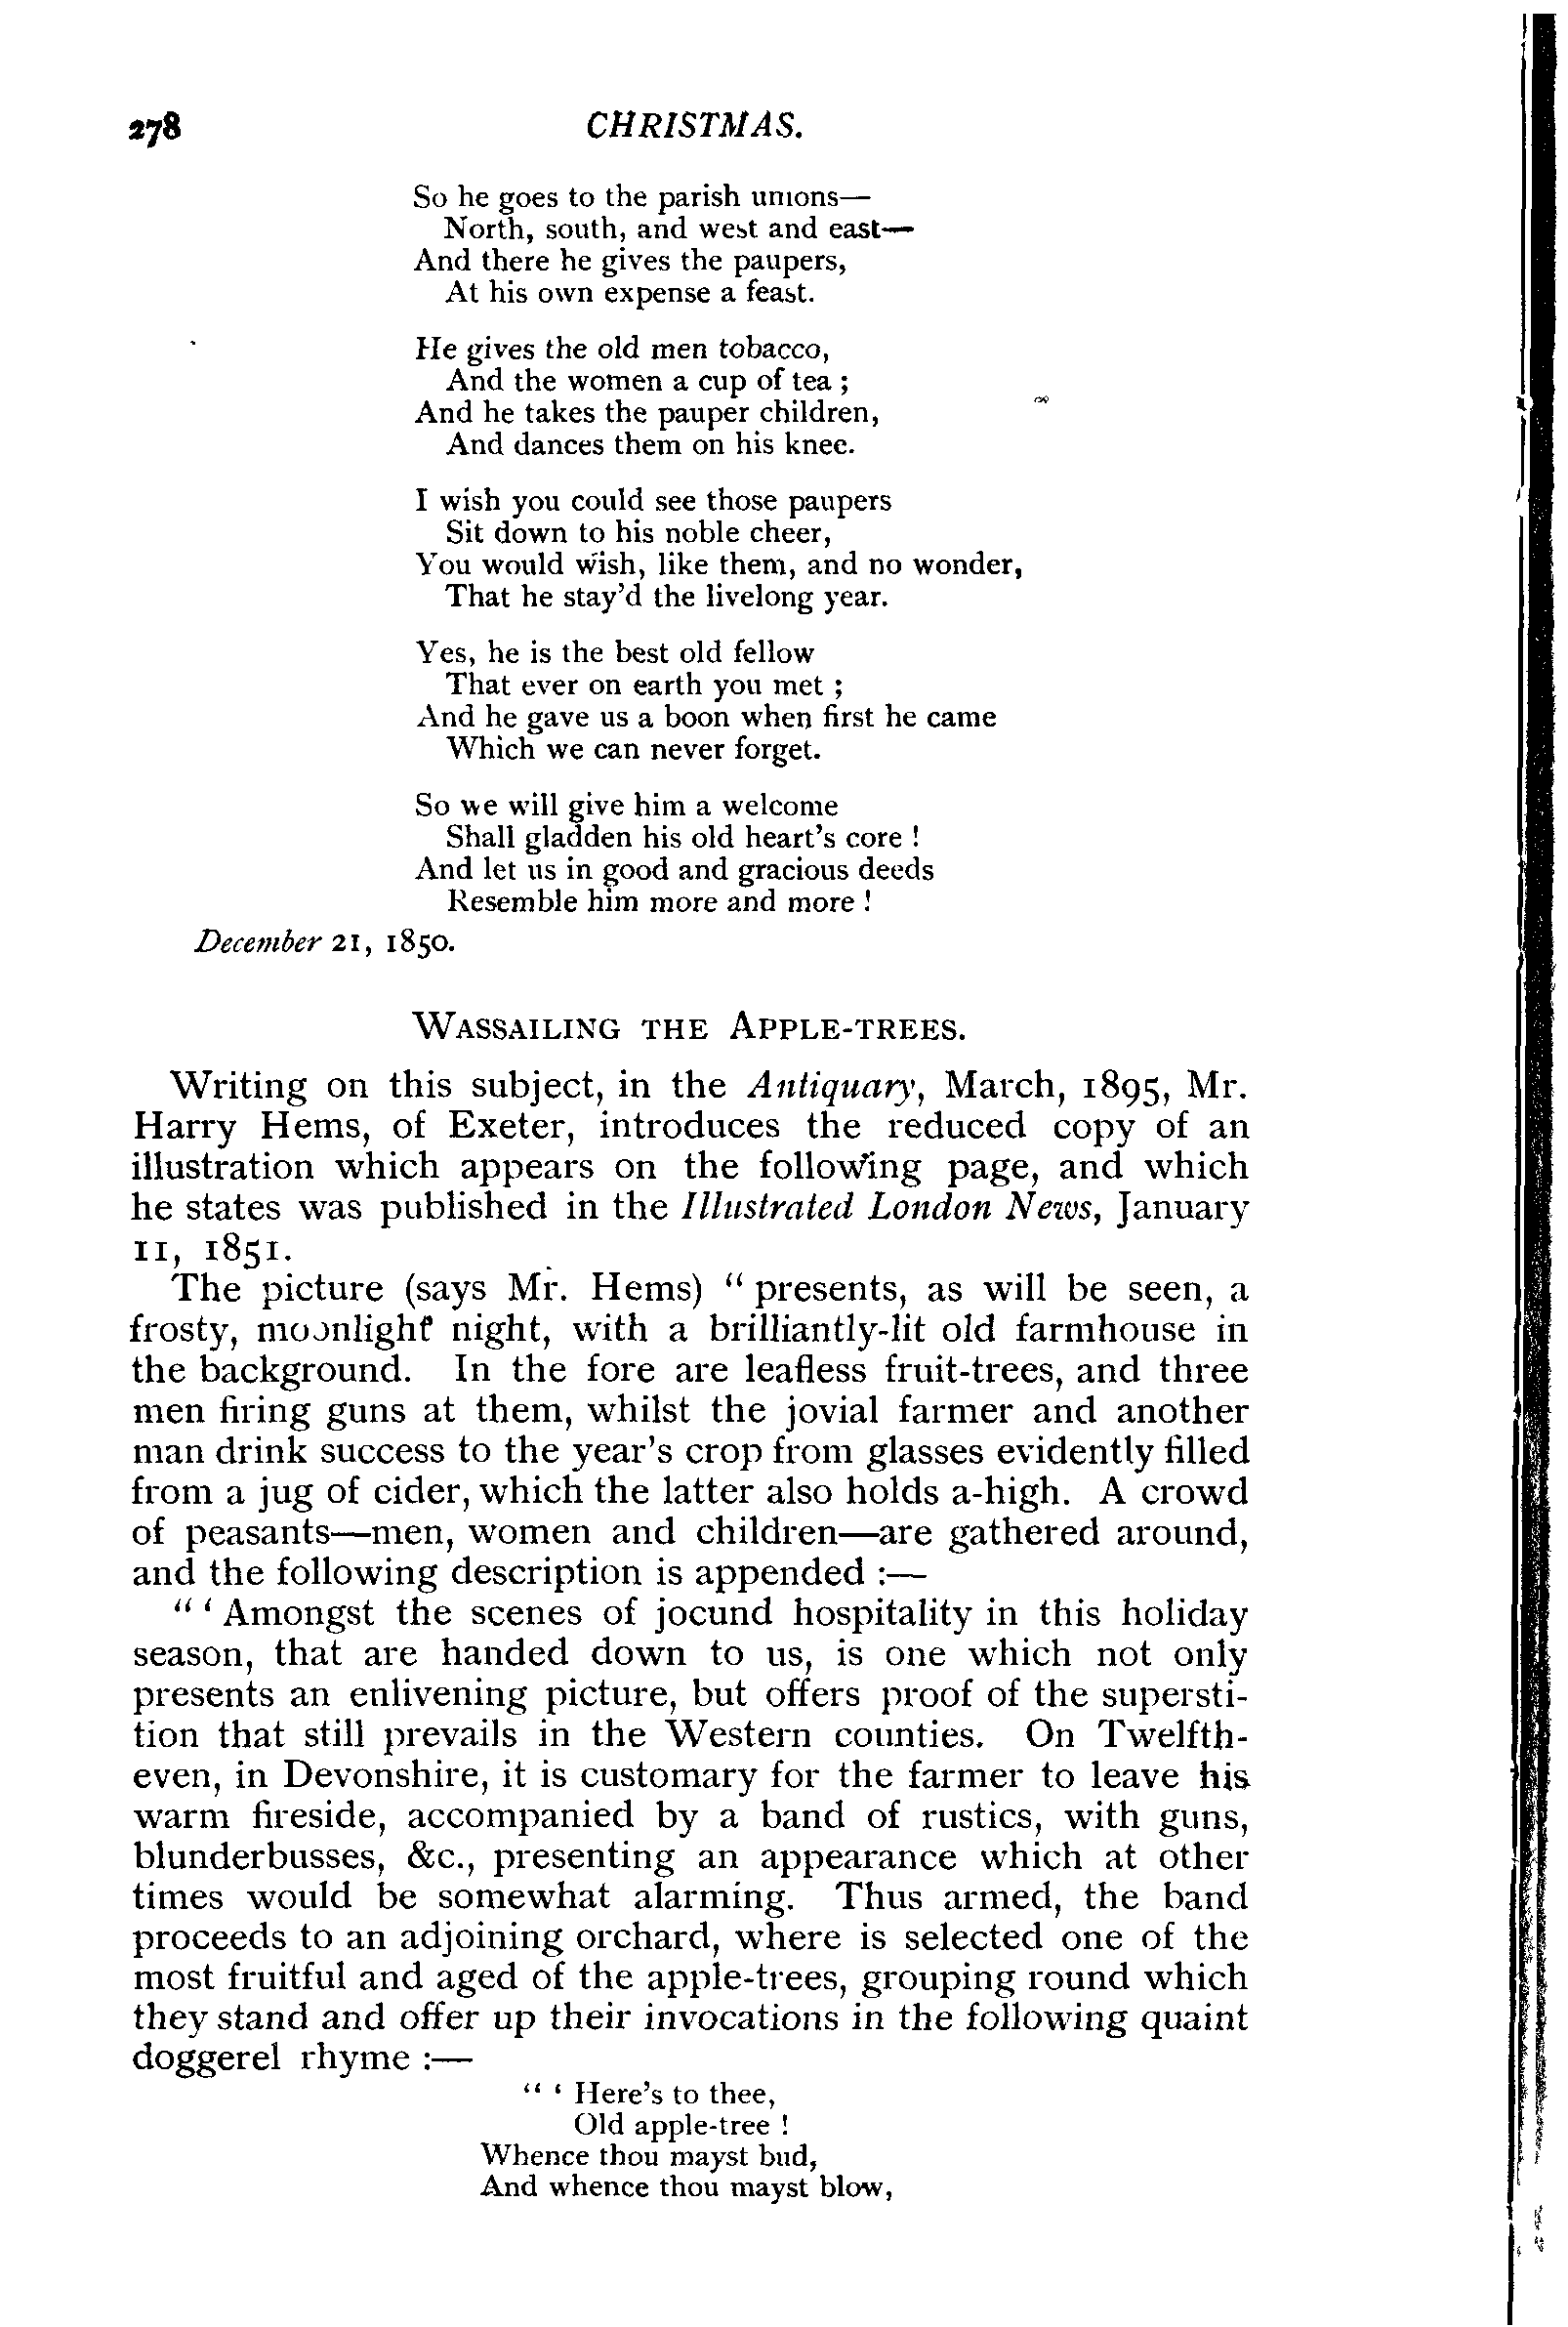 278 CHRISTMAS.
So he goes to the parish unions—
North, south, and west and east—
And there he gives the paupers,
At his own expense a feast.
He gives the old men tobacco,
And the women a cup of tea ;
And he takes the pauper children,
And dances them on his knee.
I wish you could see those paupers
Sit down to his noble cheer,
You would wish, like them, and no wonder,
That he stay'd the livelong year.
Yes, he is the best old fellow
That ever on earth you met ;
And he gave us a boon when first he came
Which we can never forget.
So we will give him a welcome
Shall gladden his old heart's core !
And let us in good and gracious deeds
Resemble him more and more !
December 21, 1850.
WASSAILING THE APPLE-TREES.
Writing on this subject, in the Antiquary, March, 1895, Mr.
Harry Hems, of Exeter, introduces the reduced copy of an
illustration which appears on the following page, and which
he states was published in the Illustrated London News, January
11, 1851.
The picture (says Mr. Hems) “ presents, as will be seen, a
frosty, moonlight night, with a brilliantly-lit old farmhouse in
the background. In the fore are leafless fruit-trees, and three
men firing guns at them, whilst the jovial farmer and another
man drink success to the year's crop from glasses evidently filled
from a jug of cider, which the latter also holds a-high. A crowd
of peasants—men, women and children—are gathered around,
and the following description is appended :—
“ ‘ Amongst the scenes of jocund hospitality in this holiday
season, that are handed down to us, is one which not only
presents an enlivening picture, but offers proof of the supersti-
tion that still prevails in the Western counties. On Twelfth-
even, in Devonshire, it is customary for the farmer to leave his
warm fireside, accompanied by a band of rustics, with guns,
blunderbusses, &c., presenting an appearance which at other
times would be somewhat alarming. Thus armed, the band
proceeds to an adjoining orchard, where is selected one of the
most fruitful and aged of the apple-trees, grouping round which
they stand and offer up their invocations in the following quaint
doggerel rhyme :—
“ ‘ Here's to thee,
Old apple-tree !
Whence thou mayst bud,
And whence thou mayst blow,